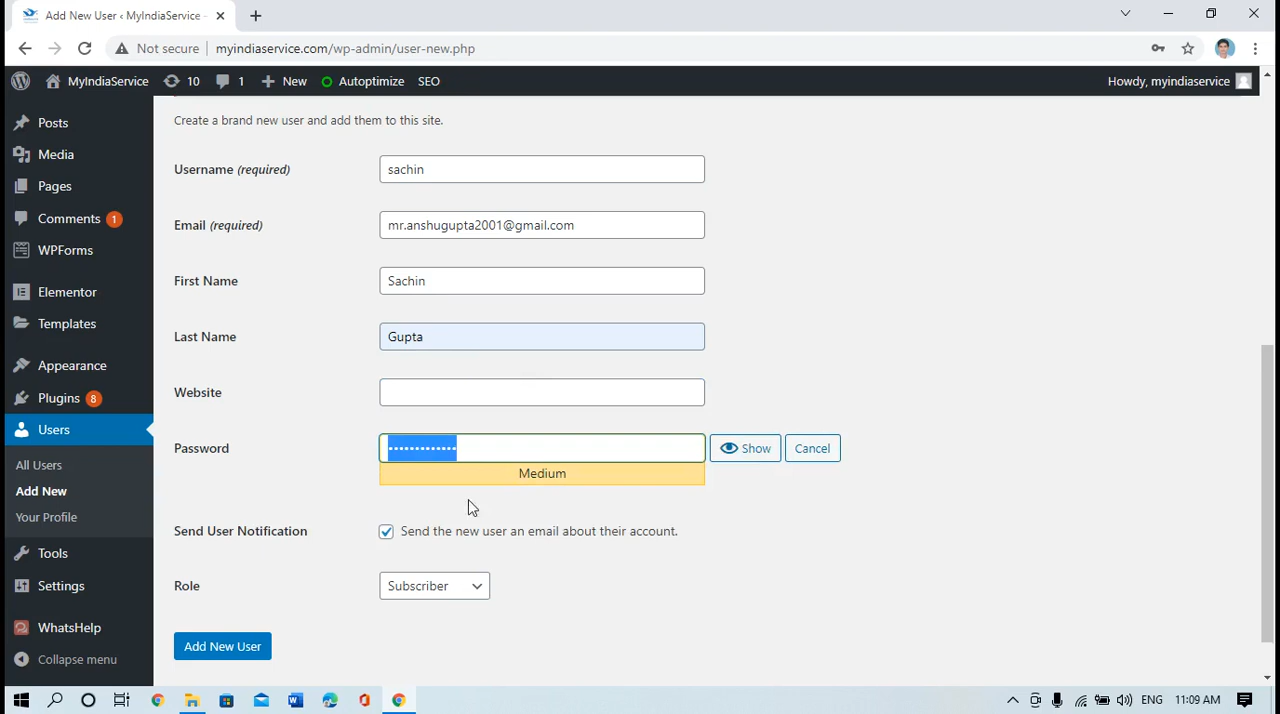 Add New User ‹ MyIndiaService -
Not secure myindiaservice.com/wp-admin/user-new.php
MyIndiaService 10 1 New Autoptimize SEO Howdy, myindiaservice
Posts
Media
Pages
Comments 1
WPForms
Elementor
Templates
Appearance
Plugins 8
Users
All Users
Add New
Your Profile
Tools
Settings
WhatsHelp
Collapse menu
Create a brand new user and add them to this site.
Username (required) sachin
Email (required) mr.anshugupta2001@gmail.com
First Name Sachin
Last Name Gupta
Website
Password ••••••••••••• Show Cancel
Medium
Send User Notification Send the new user an email about their account.
Role Subscriber
Add New User
ENG 11:09 AM